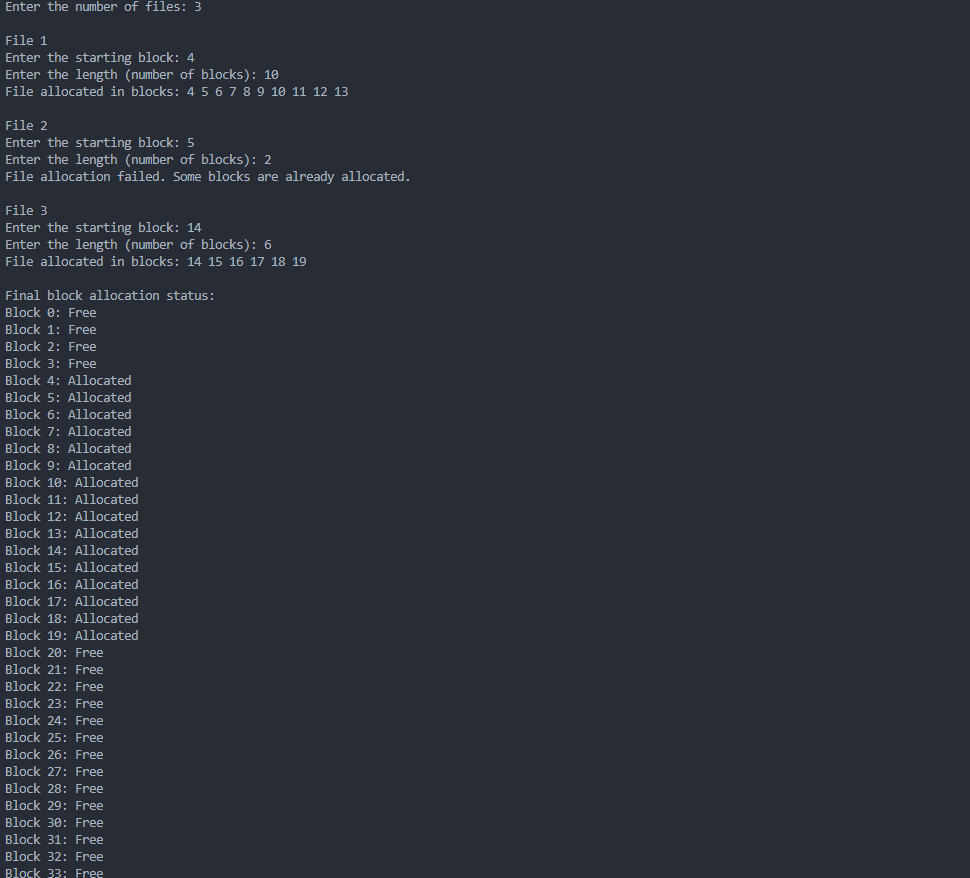 Enter the number of files: 3
File 1
Enter the starting block: 4
Enter the length (number of blocks): 10
File allocated in blocks: 4 5 6 7 8 9 10 11 12 13
File 2
Enter the starting block: 5
Enter the length (number of blocks): 2
File allocation failed. Some blocks are already allocated.
File 3
Enter the starting block: 14
Enter the length (number of blocks): 6
File allocated in blocks: 14 15 16 17 18 19
Final block allocation status:
Block 0: Free
Block 1: Free
Block 2: Free
Block 3: Free
Block 4: Allocated
Block 5: Allocated
Block 6: Allocated
Block 7: Allocated
Block 8: Allocated
Block 9: Allocated
Block 10: Allocated
Block 11: Allocated
Block 12: Allocated
Block 13: Allocated
Block 14: Allocated
Block 15: Allocated
Block 16: Allocated
Block 17: Allocated
Block 18: Allocated
Block 19: Allocated
Block 20: Free
Block 21: Free
Block 22: Free
Block 23: Free
Block 24: Free
Block 25: Free
Block 26: Free
Block 27: Free
Block 28: Free
Block 29: Free
Block 30: Free
Block 31: Free
Block 32: Free
Block 33: Free